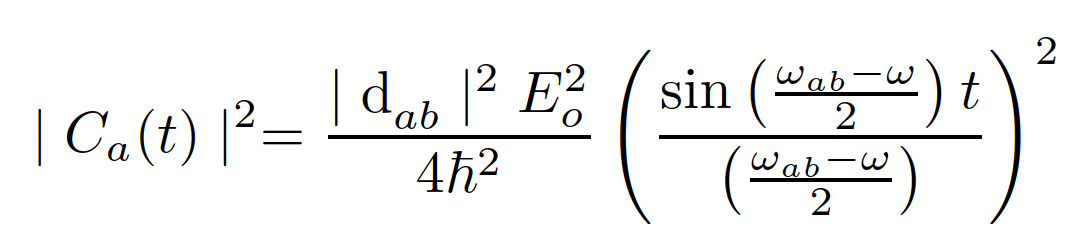 $| C_a(t) |^2 = \frac{| \mathrm{d}_{ab} |^2 E_o^2}{4\hbar^2} \left( \frac{\sin \left( \frac{\omega_{ab} - \omega}{2} \right) t}{\left( \frac{\omega_{ab} - \omega}{2} \right)} \right)^2$